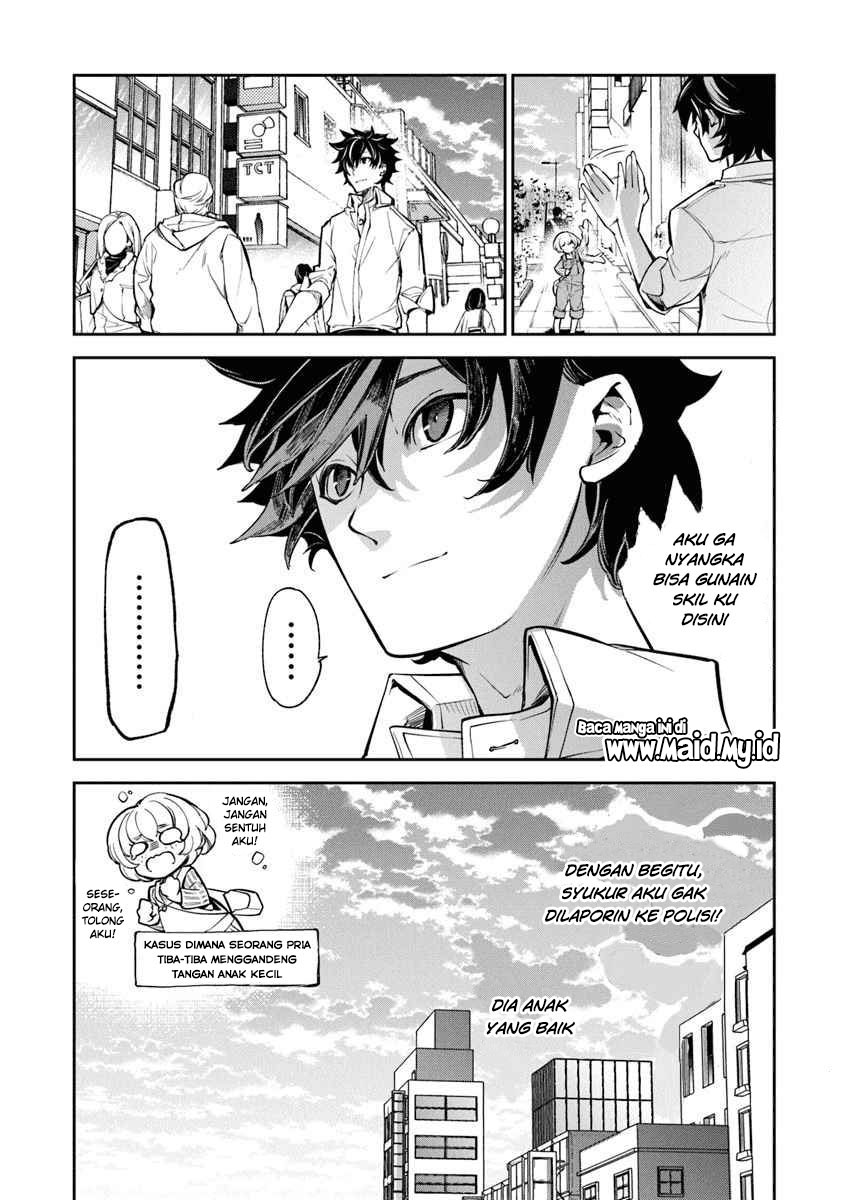 TCT
AKU GA
NYANGKA
BISA GUNAIN
SKIL KU
DISINI
Baca Manga ini di
www.Maid.My.id
JANGAN,
JANGAN
SENTUH
AKU!
SESE-
ORANG,
TOLONG
AKU!
KASUS DIMANA SEORANG PRIA
TIBA-TIBA MENGGANDENG
TANGAN ANAK KECIL
DENGAN BEGITU,
SYUKUR AKU GAK
DILAPORIN KE POLISI!
DIA ANAK
YANG BAIK